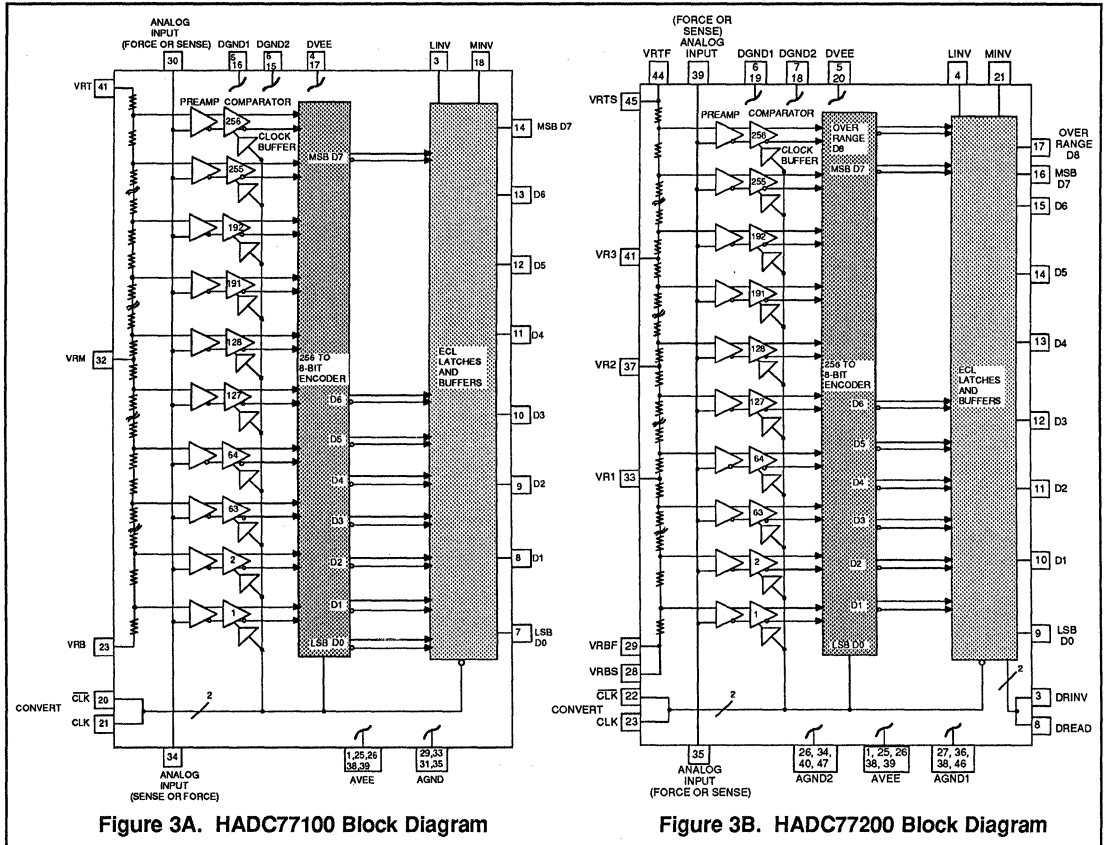 ANALOG
INPUT
(FORCE OR SENSE)
30
DGND1
5
16
DGND2
6
15
DVEE
4
17
LINV
3
MINV
18
VRT 41
PREAMP COMPARATOR
256
CLOCK
BUFFER
255
192
191
128
127
64
63
2
1
VRM 32
VRB 23
MSB D7
256 TO
8-BIT
ENCODER
D6
D5
D4
D3
D2
D1
LSB D0
ECL
LATCHES
AND
BUFFERS
14 MSB D7
13 D6
12 D5
11 D4
10 D3
9 D2
8 D1
7 LSB
D0
CONVERT
CLK 20
CLK 21
2
34
ANALOG
INPUT
(SENSE OR FORCE)
1,25,26
38,39
AVEE
29,33
31,35
AGND
Figure 3A. HADC77100 Block Diagram
(FORCE OR
SENSE)
ANALOG
INPUT
39
VRTF
44
DGND1
6
19
DGND2
7
18
DVEE
5
20
LINV
4
MINV
21
VRTS 45
PREAMP COMPARATOR
256
CLOCK
BUFFER
255
192
191
128
127
64
63
2
1
VR3 41
VR2 37
VR1 33
VRBF 29
VRBS 28
OVER
RANGE
D8
MSB D7
256 TO
8-BIT
ENCODER
D6
D5
D4
D3
D2
D1
LSB D0
ECL
LATCHES
AND BUFFERS
17 OVER
RANGE
D8
16 MSB
D7
15 D6
14 D5
13 D4
12 D3
11 D2
10 D1
9 LSB
D0
2
3 DRINV
8 DREAD
CONVERT
CLK 22
CLK 23
2
35
ANALOG
INPUT
(FORCE OR SENSE)
26, 34,
40, 47
AGND2
1, 25, 26
38, 39
AVEE
27, 36,
38, 46
AGND1
Figure 3B. HADC77200 Block Diagram